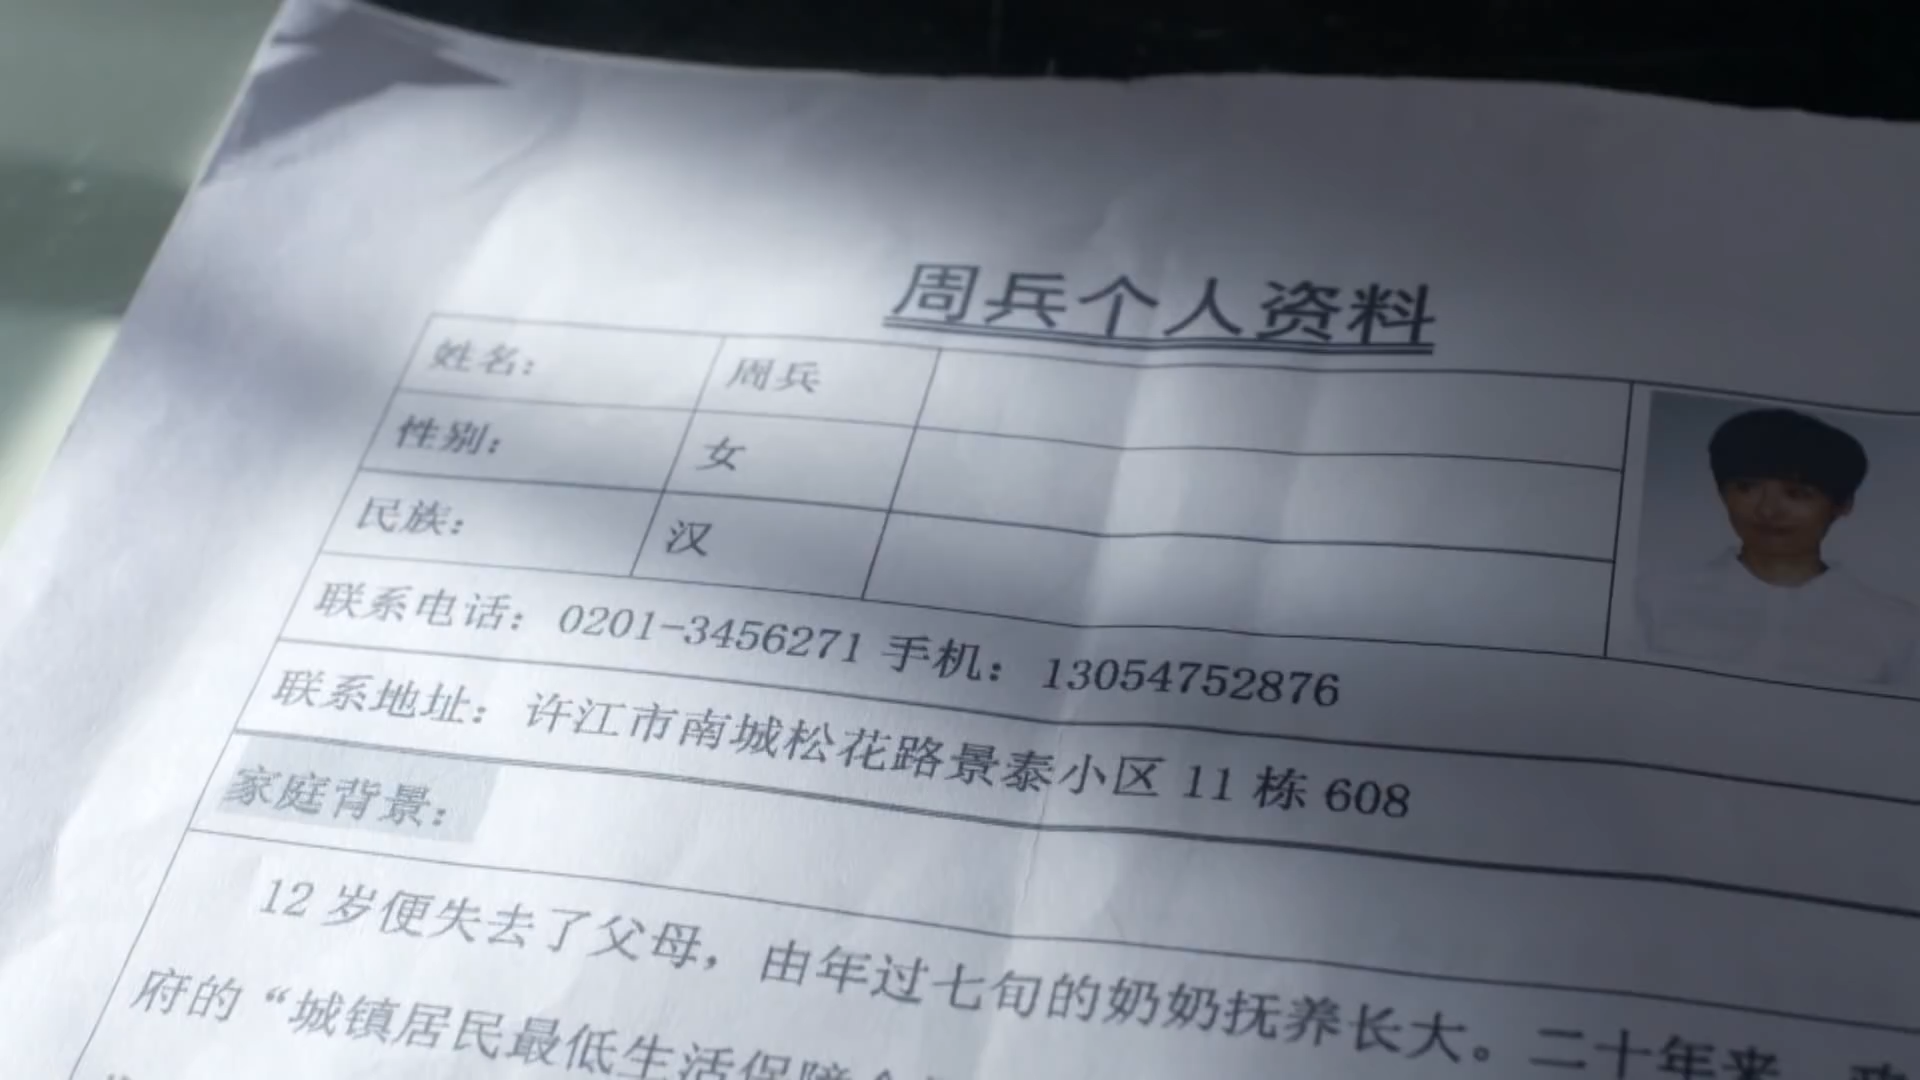 周兵个人资料
姓名： 周兵
性别： 女
民族： 汉
联系电话：0201-3456271 手机：13054752876
联系地址：许江市南城松花路景泰小区 11 栋 608
家庭背景：
12 岁便失去了父母，由年过七旬的奶奶抚养长大。二十年来
府的“城镇居民最低生活保障